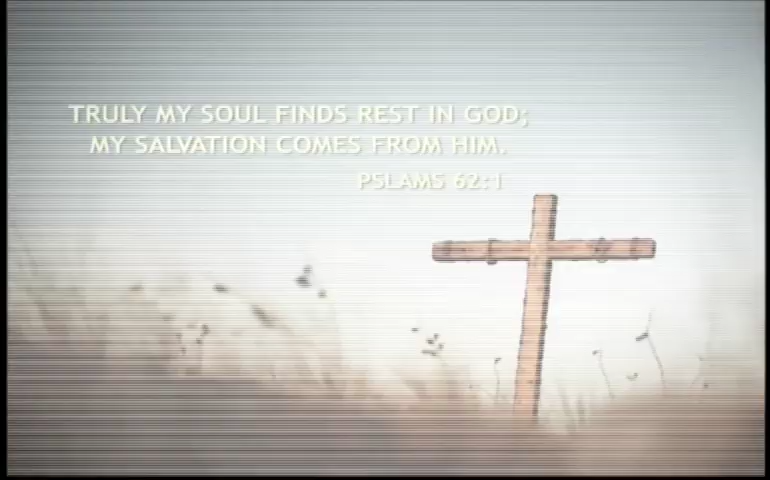 TRULY MY SOUL FINDS REST IN GOD;
MY SALVATION COMES FROM HIM.
PSLAMS 62:1